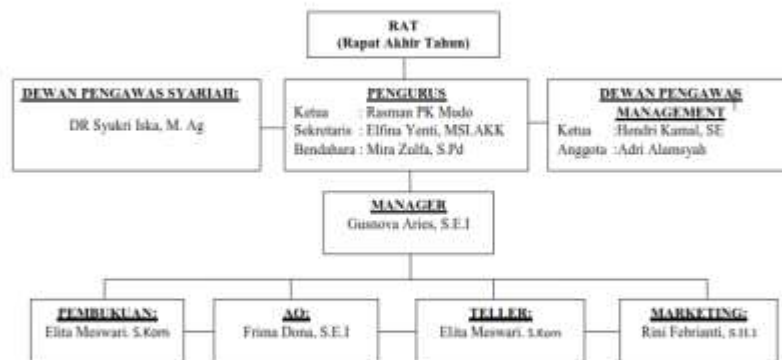 RAT
(Rapat Akhir Tahun)
DEWAN PENGAWAS SYARIAH:
DR Syukri Iska, M. Ag
PENGURUS
Ketua : Rasman PK Mudo
Sekretaris : Elfina Yenti, MSI.AKK
Bendahara : Mira Zulfa, S.Pd
DEWAN PENGAWAS
MANAGEMENT
Ketua :Hendri Kamal, SE
Anggota :Adri Alamsyah
MANAGER
Gusnova Aries, S.E.I
PEMBUKUAN:
Elita Meswari. S.Kom
AO:
Frima Dona, S.E.I
TELLER:
Elita Meswari. S.Kom
MARKETING:
Rini Febrianti, S.H.I